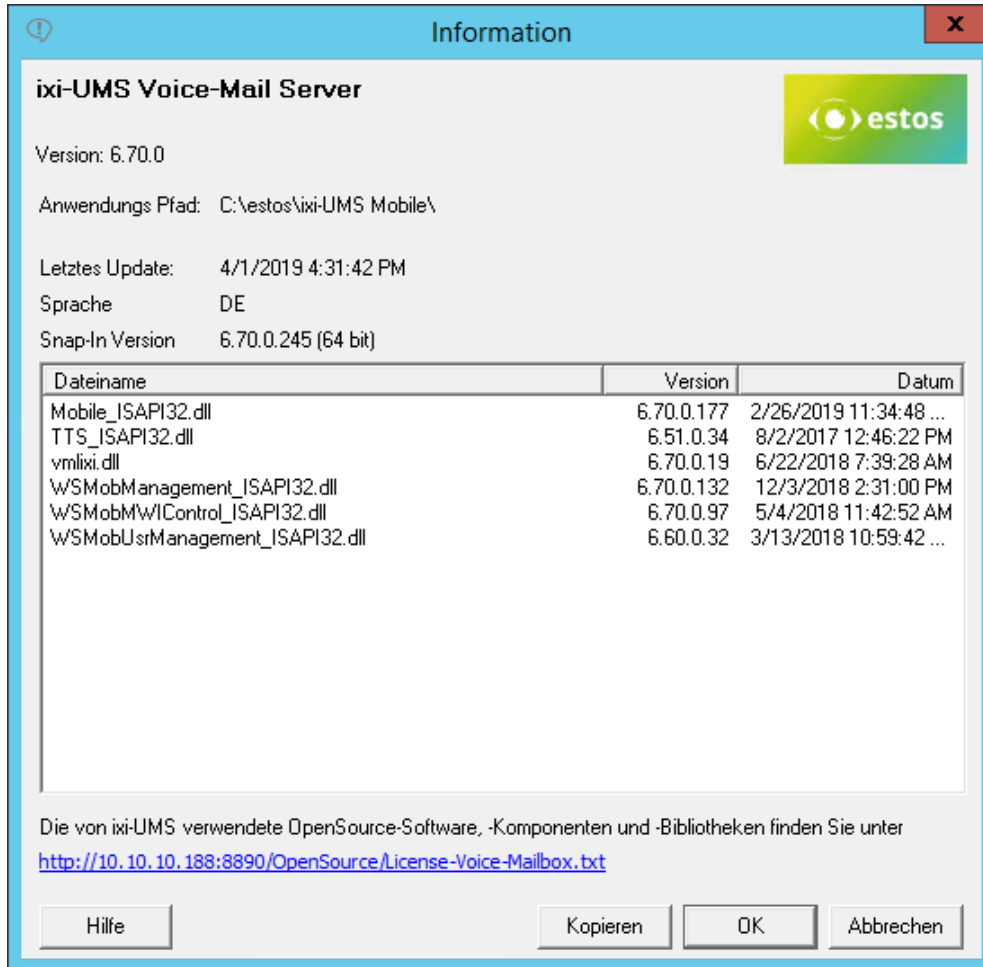 Information
x
ixi-UMS Voice-Mail Server
estos
Version: 6.70.0
Anwendungs Pfad: C:\estos\ixi-UMS Mobile\
Letztes Update: 4/1/2019 4:31:42 PM
Sprache DE
Snap-In Version 6.70.0.245 (64 bit)
Dateiname Version Datum
Mobile_ISAPI32.dll 6.70.0.177 2/26/2019 11:34:48 ...
TTS_ISAPI32.dll 6.51.0.34 8/2/2017 12:46:22 PM
vmlixi.dll 6.70.0.19 6/22/2018 7:39:28 AM
WSMobManagement_ISAPI32.dll 6.70.0.132 12/3/2018 2:31:00 PM
WSMobMWIControl_ISAPI32.dll 6.70.0.97 5/4/2018 11:42:52 AM
WSMobUsrManagement_ISAPI32.dll 6.60.0.32 3/13/2018 10:59:42 ...
Die von ixi-UMS verwendete OpenSource-Software, -Komponenten und -Bibliotheken finden Sie unter
http://10.10.10.188:8890/OpenSource/License-Voice-Mailbox.txt
Hilfe Kopieren OK Abbrechen